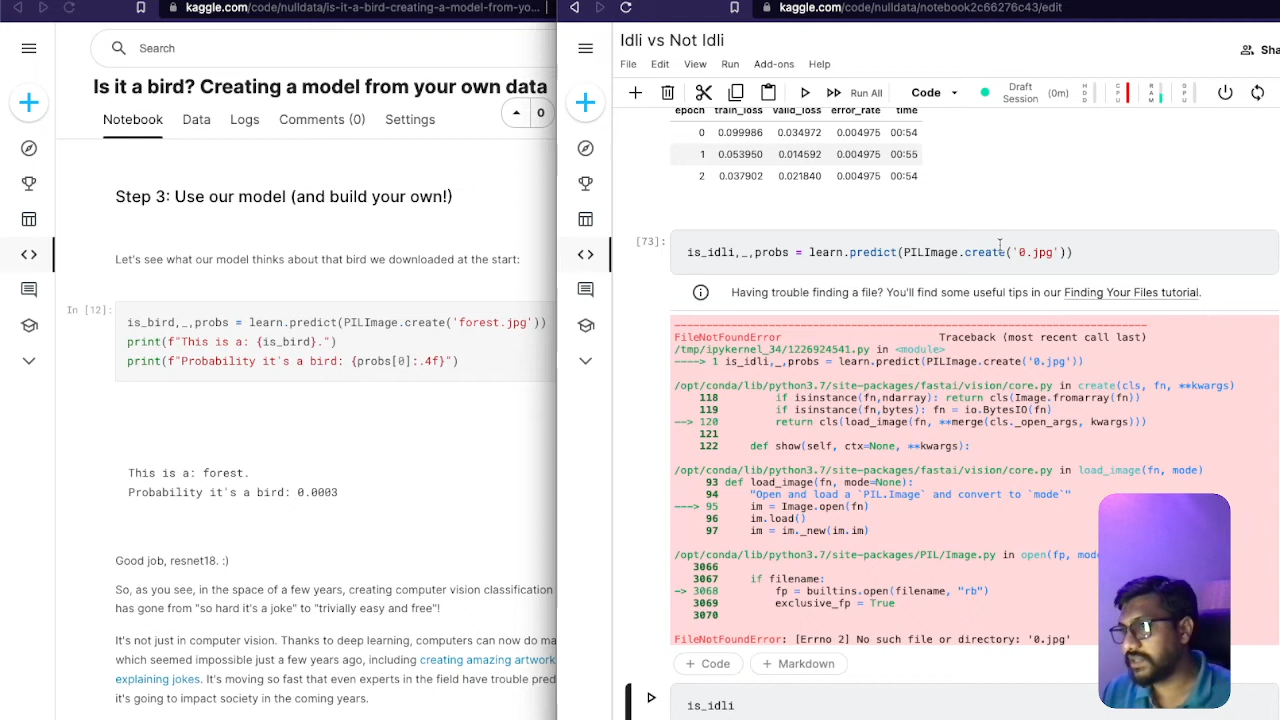 kaggle.com/code/nulldata/is-it-a-bird-creating-a-model-from-yo...
Search
Is it a bird? Creating a model from your own data
Notebook Data Logs Comments (0) Settings
0
Step 3: Use our model (and build your own!)
Let's see what our model thinks about that bird we downloaded at the start:
In [12]:
is_bird,_,probs = learn.predict(PILImage.create('forest.jpg'))
print(f"This is a: {is_bird}.")
print(f"Probability it's a bird: {probs[0]:.4f}")
This is a: forest.
Probability it's a bird: 0.0003
Good job, resnet18. :)
So, as you see, in the space of a few years, creating computer vision classification
has gone from "so hard it's a joke" to "trivially easy and free"!
It's not just in computer vision. Thanks to deep learning, computers can now do ma
which seemed impossible just a few years ago, including creating amazing artwork
explaining jokes. It's moving so fast that even experts in the field have trouble pred
it's going to impact society in the coming years.
kaggle.com/code/nulldata/notebook2c66276c43/edit
Idli vs Not Idli
Sha
File Edit View Run Add-ons Help
Run All Code Draft Session (0m) HDD CPU RAM
epoch train_loss valid_loss error_rate time
0 0.099986 0.034972 0.004975 00:54
1 0.053950 0.014592 0.004975 00:55
2 0.037902 0.021840 0.004975 00:54
[73]:
is_idli,_,probs = learn.predict(PILImage.create('0.jpg'))
Having trouble finding a file? You'll find some useful tips in our Finding Your Files tutorial.
---------------------------------------------------------------------------
FileNotFoundError Traceback (most recent call last)
/tmp/ipykernel_34/1226924541.py in <module>
----> 1 is_idli,_,probs = learn.predict(PILImage.create('0.jpg'))
/opt/conda/lib/python3.7/site-packages/fastai/vision/core.py in create(cls, fn, **kwargs)
118 if isinstance(fn,ndarray): return cls(Image.fromarray(fn))
119 if isinstance(fn,bytes): fn = io.BytesIO(fn)
--> 120 return cls(load_image(fn, **merge(cls._open_args, kwargs)))
121
122 def show(self, ctx=None, **kwargs):
/opt/conda/lib/python3.7/site-packages/fastai/vision/core.py in load_image(fn, mode)
93 def load_image(fn, mode=None):
94 "Open and load a `PIL.Image` and convert to `mode`"
---> 95 im = Image.open(fn)
96 im.load()
97 im = im._new(im.im)
/opt/conda/lib/python3.7/site-packages/PIL/Image.py in open(fp, mode
3066
3067 if filename:
-> 3068 fp = builtins.open(filename, "rb")
3069 exclusive_fp = True
3070
FileNotFoundError: [Errno 2] No such file or directory: '0.jpg'
+ Code + Markdown
is_idli